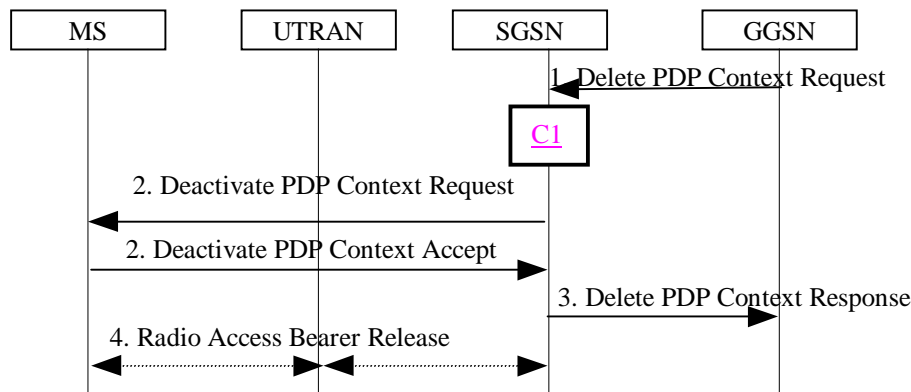 MS
UTRAN
SGSN
GGSN
1. Delete PDP Context Request
C1
2. Deactivate PDP Context Request
2. Deactivate PDP Context Accept
3. Delete PDP Context Response
4. Radio Access Bearer Release